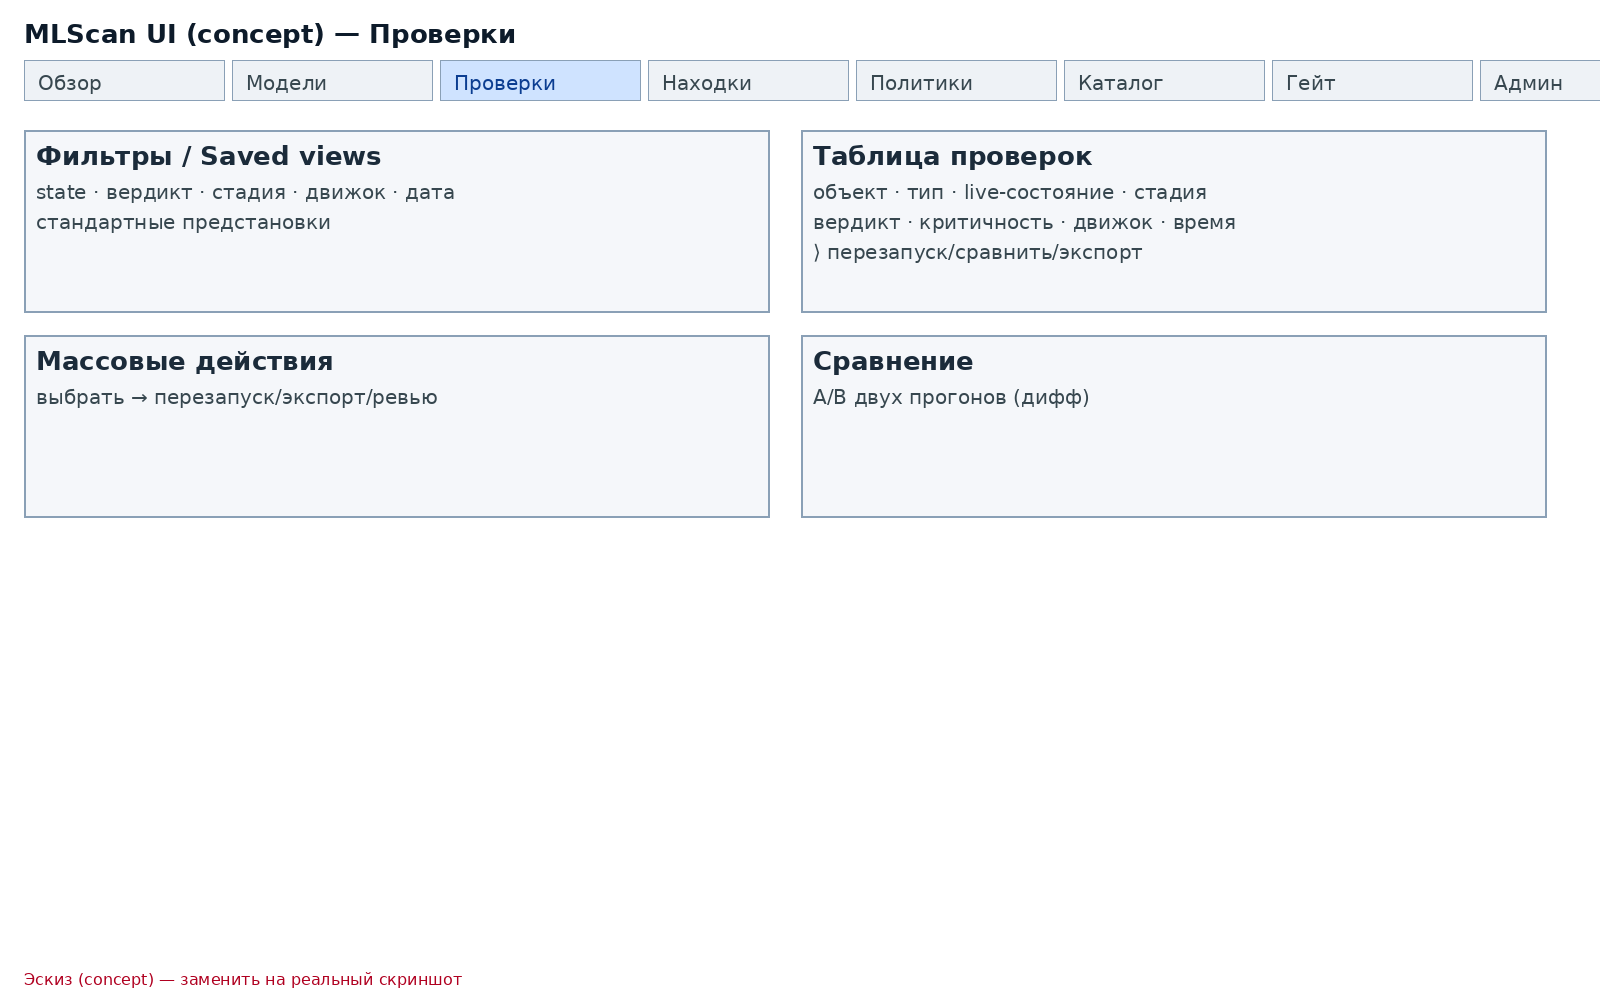 MLScan UI (concept) — Проверки
Обзор
Модели
Проверки
Находки
Политики
Каталог
Гейт
Админ
Фильтры / Saved views
state · вердикт · стадия · движок · дата
стандартные предстановки
Таблица проверок
объект · тип · live-состояние · стадия
вердикт · критичность · движок · время
⟩ перезапуск/сравнить/экспорт
Массовые действия
выбрать → перезапуск/экспорт/ревью
Сравнение
A/B двух прогонов (дифф)
Эскиз (concept) — заменить на реальный скриншот